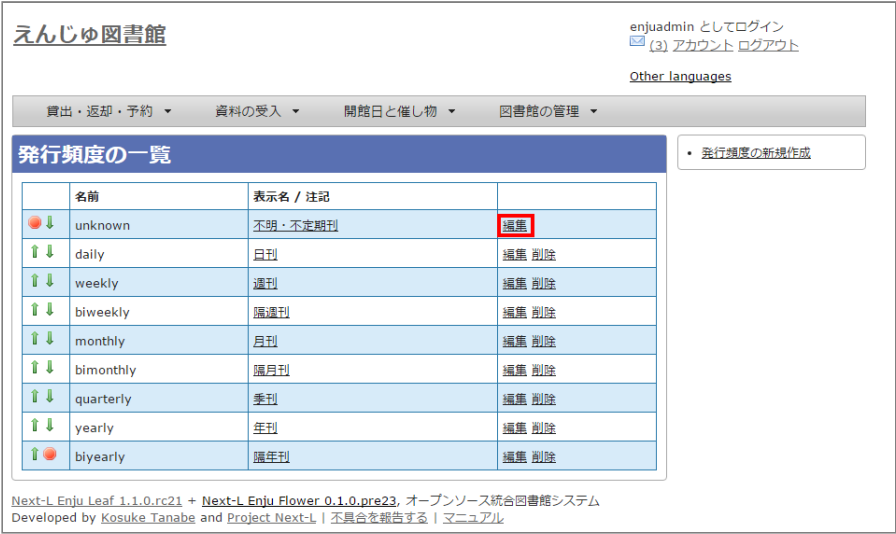 えんじゅ図書館
enjuadmin としてログイン
(3) アカウント ログアウト
Other languages
貸出・返却・予約 ▼ 資料の受入 ▼ 開館日と催し物 ▼ 図書館の管理 ▼
発行頻度の一覧
• 発行頻度の新規作成
名前 表示名 / 注記
unknown 不明・不定期刊 編集
daily 日刊 編集 削除
weekly 週刊 編集 削除
biweekly 隔週刊 編集 削除
monthly 月刊 編集 削除
bimonthly 隔月刊 編集 削除
quarterly 季刊 編集 削除
yearly 年刊 編集 削除
biyearly 隔年刊 編集 削除
Next-L Enju Leaf 1.1.0.rc21 + Next-L Enju Flower 0.1.0.pre23, オープンソース統合図書館システム
Developed by Kosuke Tanabe and Project Next-L | 不具合を報告する | マニュアル